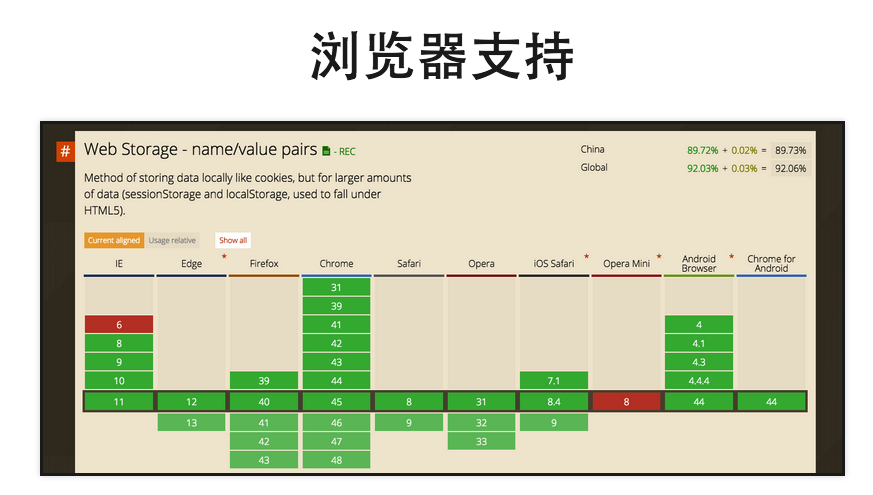 浏览器支持
# Web Storage - name/value pairs - REC
China 89.72% + 0.02% = 89.73%
Global 92.03% + 0.03% = 92.06%
Method of storing data locally like cookies, but for larger amounts
of data (sessionStorage and localStorage, used to fall under
HTML5).
Current aligned Usage relative Show all
IE Edge * Firefox Chrome Safari Opera iOS Safari * Opera Mini * Android Browser * Chrome for Android
31
39
6 41 4
8 42 4.1
9 43 4.3
10 39 44 7.1 4.4.4
11 12 40 45 8 31 8.4 8 44 44
13 41 46 9 32 9
42 47 33
43 48